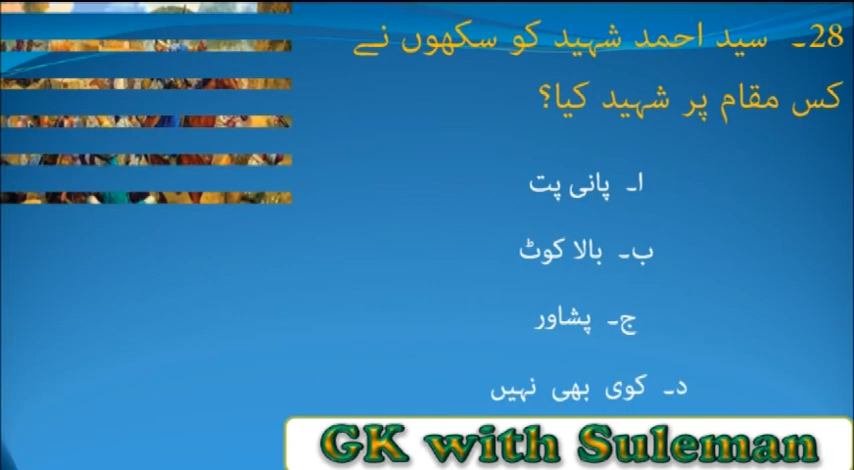 28۔ سید احمد شہید کو سکھوں نے
کس مقام پر شہید کیا؟
ا۔ پانی پت
ب۔ بالا کوٹ
ج۔ پشاور
د۔ کوی بھی نہیں
GK with Suleman